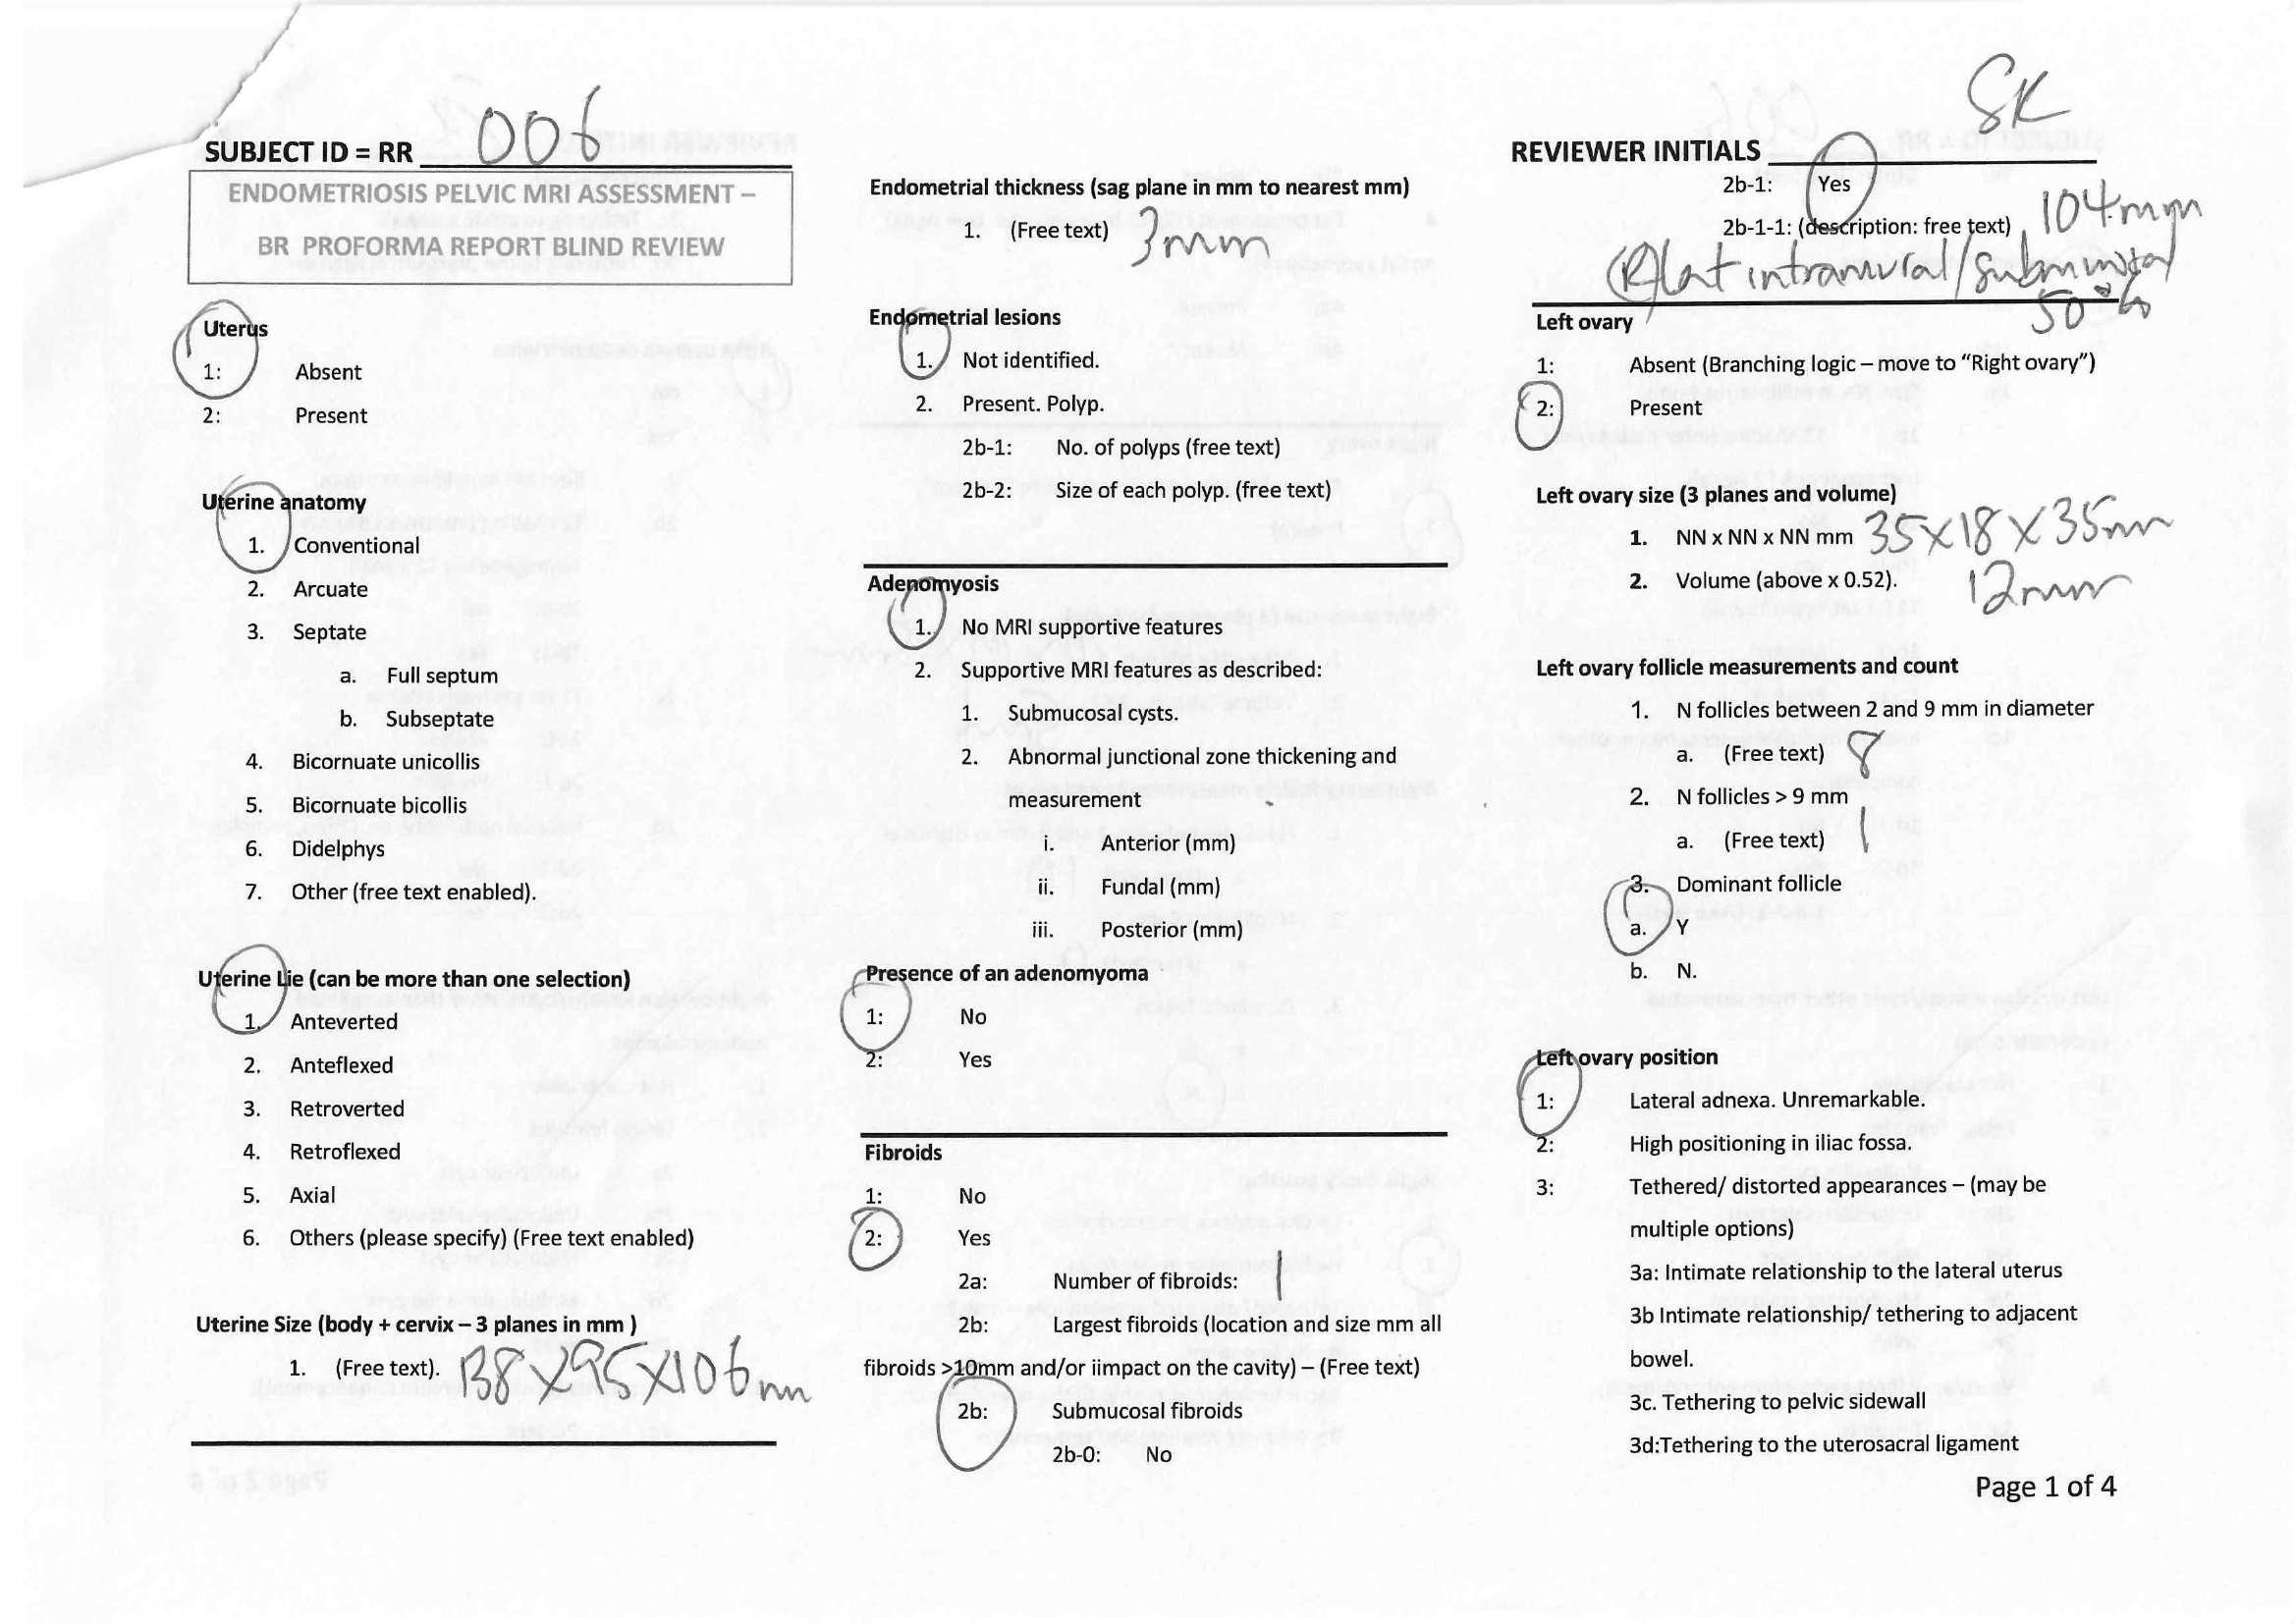 SUBJECT ID = RR 006
ENDOMETRIOSIS PELVIC MRI ASSESSMENT –
BR PROFORMA REPORT BLIND REVIEW
Uterus
1: Absent
2: Present
Uterine anatomy
1. Conventional
2. Arcuate
3. Septate
a. Full septum
b. Subseptate
4. Bicornuate unicollis
5. Bicornuate bicollis
6. Didelphys
7. Other (free text enabled).
Uterine Lie (can be more than one selection)
1. Anteverted
2. Anteflexed
3. Retroverted
4. Retroflexed
5. Axial
6. Others (please specify) (Free text enabled)
Uterine Size (body + cervix – 3 planes in mm )
1. (Free text). 138x95x106mm
Endometrial thickness (sag plane in mm to nearest mm)
1. (Free text) 3mm
Endometrial lesions
1. Not identified.
2. Present. Polyp.
2b-1: No. of polyps (free text)
2b-2: Size of each polyp. (free text)
Adenomyosis
1. No MRI supportive features
2. Supportive MRI features as described:
1. Submucosal cysts.
2. Abnormal junctional zone thickening and
measurement
i. Anterior (mm)
ii. Fundal (mm)
iii. Posterior (mm)
Presence of an adenomyoma
1: No
2: Yes
Fibroids
1: No
2: Yes
2a: Number of fibroids: 1
2b: Largest fibroids (location and size mm all
fibroids >10mm and/or iimpact on the cavity) – (Free text)
2b: Submucosal fibroids
2b-0: No
REVIEWER INITIALS SK
2b-1: Yes
2b-1-1: (description: free text) 104mm
(R) lat intramural/submucosal
50%
Left ovary
1: Absent (Branching logic – move to “Right ovary”)
2: Present
Left ovary size (3 planes and volume)
1. NN x NN x NN mm 35x18x35mm
2. Volume (above x 0.52). 12mm
Left ovary follicle measurements and count
1. N follicles between 2 and 9 mm in diameter
a. (Free text) 8
2. N follicles > 9 mm
a. (Free text) 1
3. Dominant follicle
a. Y
b. N.
Left ovary position
1: Lateral adnexa. Unremarkable.
2: High positioning in iliac fossa.
3: Tethered/ distorted appearances – (may be
multiple options)
3a: Intimate relationship to the lateral uterus
3b Intimate relationship/ tethering to adjacent
bowel.
3c. Tethering to pelvic sidewall
3d:Tethering to the uterosacral ligament
Page 1 of 4